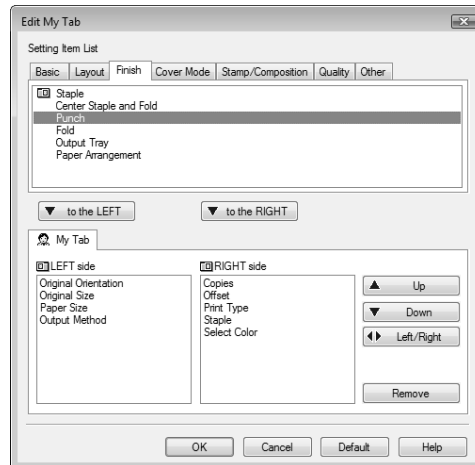 Edit My Tab
Setting Item List
Basic Layout Finish Cover Mode Stamp/Composition Quality Other
Staple
Center Staple and Fold
Punch
Fold
Output Tray
Paper Arrangement
to the LEFT to the RIGHT
My Tab
LEFT side RIGHT side
Original Orientation Copies
Original Size Offset
Paper Size Print Type
Output Method Staple
Select Color
Up
Down
Left/Right
Remove
OK Cancel Default Help